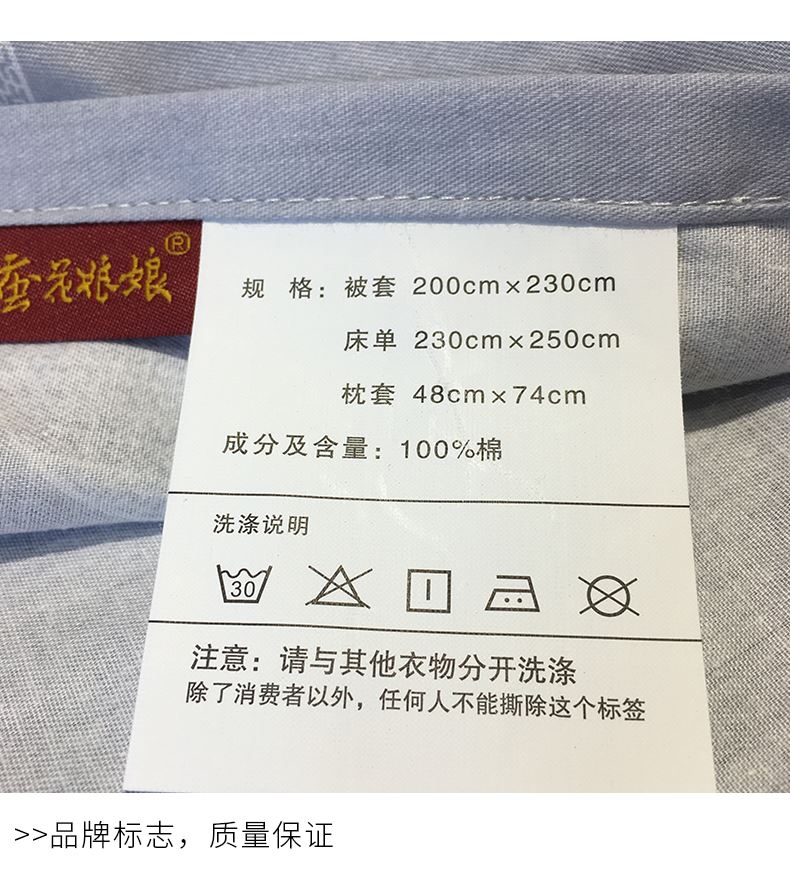 蚕花娘娘®
规 格：被套 200cm×230cm
床单 230cm×250cm
枕套 48cm×74cm
成分及含量：100%棉
洗涤说明
30
注意：请与其他衣物分开洗涤
除了消费者以外，任何人不能撕除这个标签
>>品牌标志，质量保证